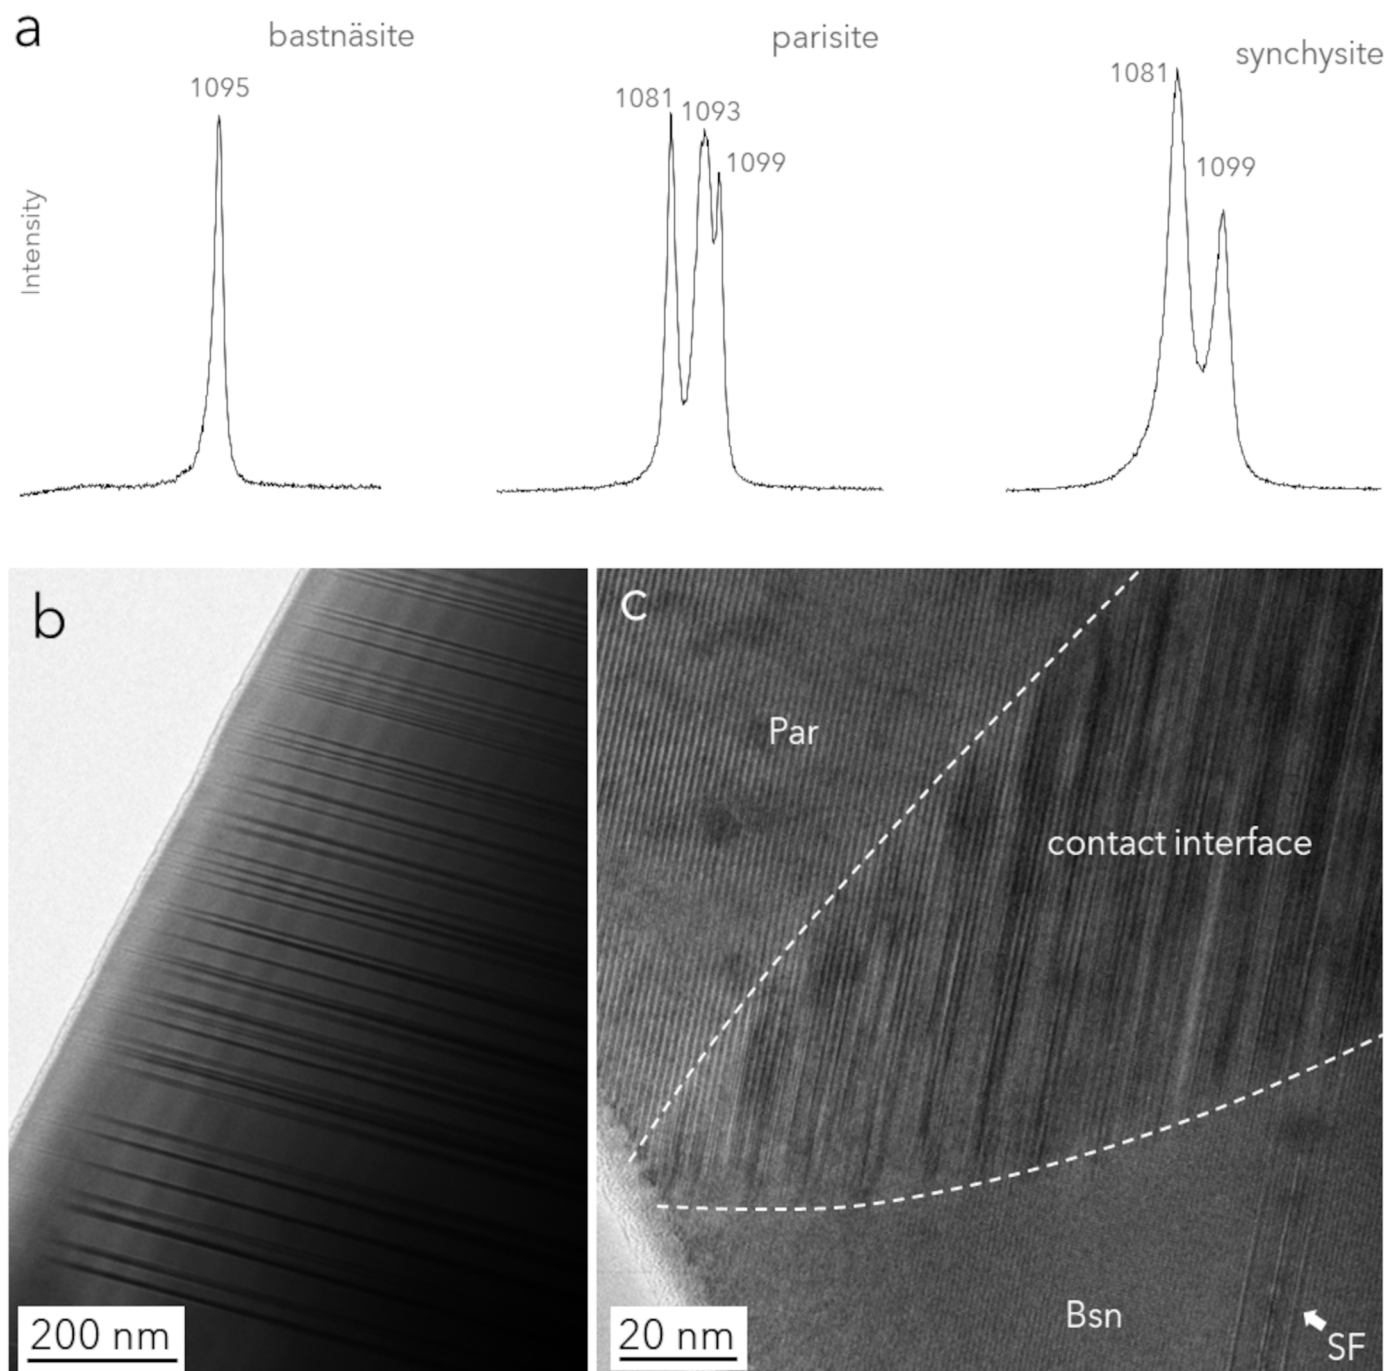 a
bastnäsite
parisite
synchysite
1095
1081
1093
1099
1081
1099
Intensity
b
200 nm
c
Par
contact interface
Bsn
SF
20 nm